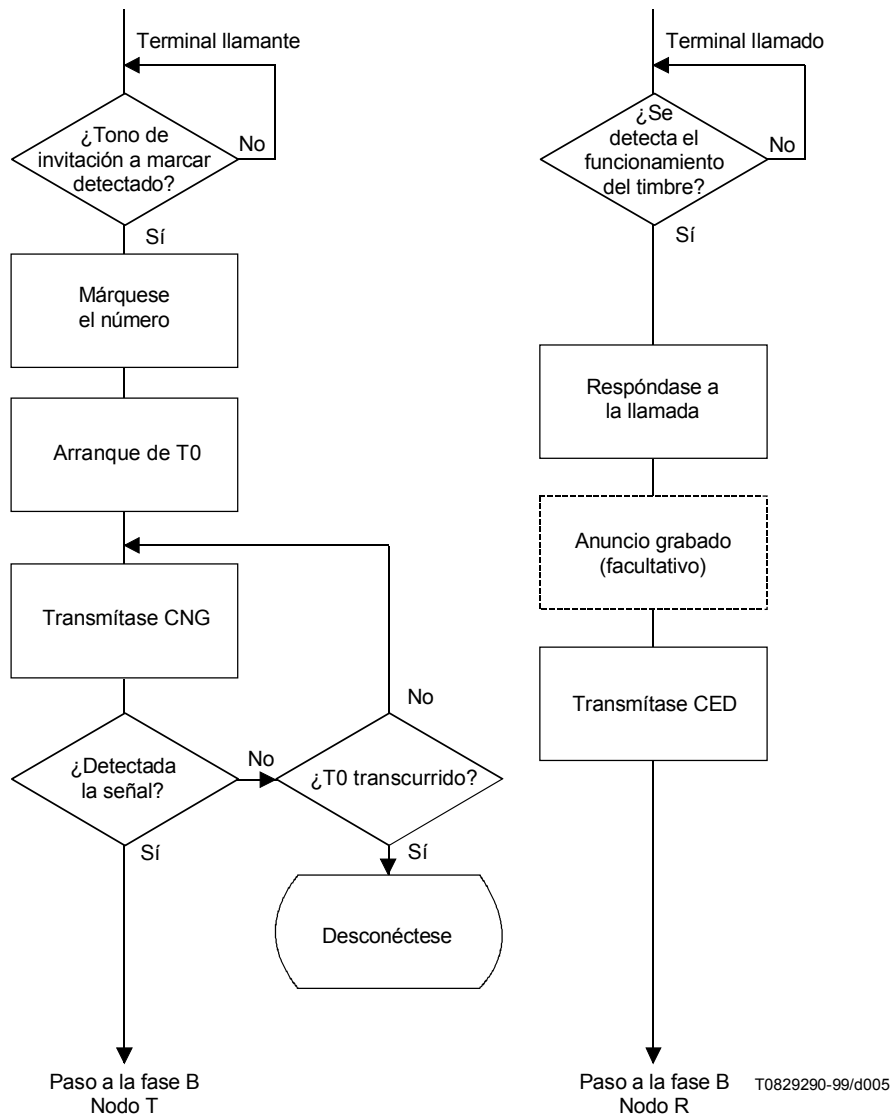 Terminal llamante
¿Tono de
invitación a marcar
detectado?
No
Sí
Márquese
el número
Arranque de T0
Transmítase CNG
¿Detectada
la señal?
No
Sí
¿T0 transcurrido?
No
Sí
Desconéctese
Paso a la fase B
Nodo T
Terminal llamado
¿Se
detecta el
funcionamiento
del timbre?
No
Sí
Respóndase a
la llamada
Anuncio grabado
(facultativo)
Transmítase CED
Paso a la fase B
Nodo R
T0829290-99/d005